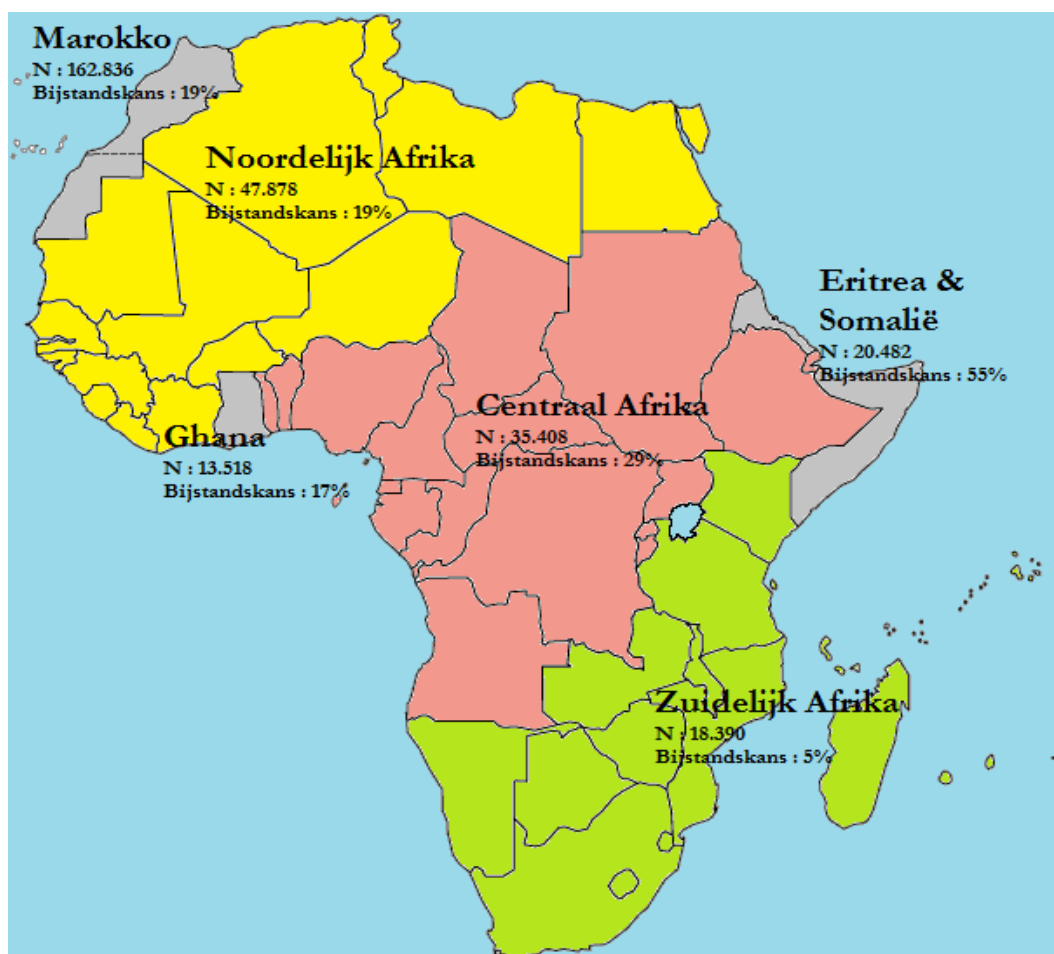 Marokko
N : 162.836
Bijstandskans : 19%
Noordelijk Afrika
N : 47.878
Bijstandskans : 19%
Eritrea &
Somalië
N : 20.482
Bijstandskans : 55%
Centraal Afrika
N : 35.408
Bijstandskans : 29%
Ghana
N : 13.518
Bijstandskans : 17%
Zuidelijk Afrika
N : 18.390
Bijstandskans : 5%